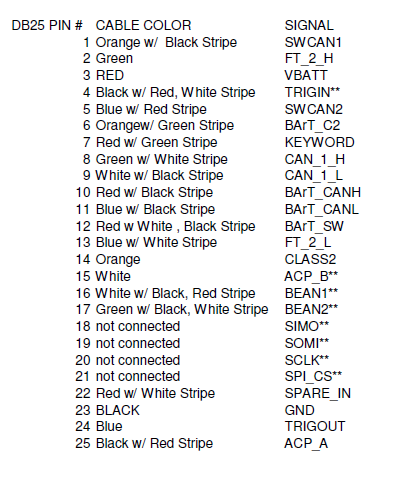 DB25 PIN # CABLE COLOR SIGNAL
1 Orange w/ Black Stripe SWCAN1
2 Green FT_2_H
3 RED VBATT
4 Black w/ Red, White Stripe TRIGIN**
5 Blue w/ Red Stripe SWCAN2
6 Orangew/ Green Stripe BArT_C2
7 Red w/ Green Stripe KEYWORD
8 Green w/ White Stripe CAN_1_H
9 White w/ Black Stripe CAN_1_L
10 Red w/ Black Stripe BArT_CANH
11 Blue w/ Black Stripe BArT_CANL
12 Red w White , Black Stripe BArT_SW
13 Blue w/ White Stripe FT_2_L
14 Orange CLASS2
15 White ACP_B**
16 White w/ Black, Red Stripe BEAN1**
17 Green w/ Black, White Stripe BEAN2**
18 not connected SIMO**
19 not connected SOMI**
20 not connected SCLK**
21 not connected SPI_CS**
22 Red w/ White Stripe SPARE_IN
23 BLACK GND
24 Blue TRIGOUT
25 Black w/ Red Stripe ACP_A